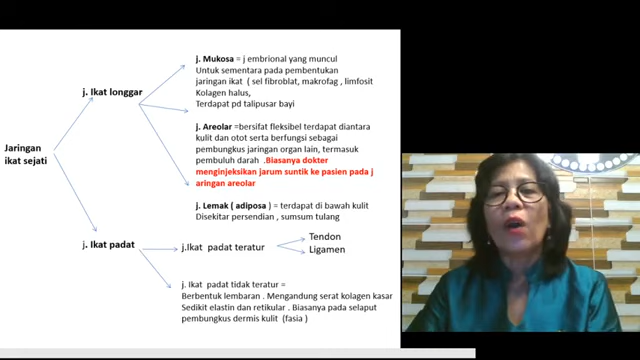 j. Mukosa = j embrional yang muncul
Untuk sementara pada pembentukan
jaringan ikat ( sel fibroblat, makrofag , limfosit
Kolagen halus,
Terdapat pd talipusar bayi
j. Ikat longgar
j. Areolar =bersifat fleksibel terdapat diantara
kulit dan otot serta berfungsi sebagai
pembungkus jaringan organ lain, termasuk
pembuluh darah .Biasanya dokter
menginjeksikan jarum suntik ke pasien pada j
aringan areolar
Jaringan
ikat sejati
j. Lemak ( adiposa ) = terdapat di bawah kulit
Disekitar persendian , sumsum tulang
j. Ikat padat
j.Ikat padat teratur
Tendon
Ligamen
j. Ikat padat tidak teratur =
Berbentuk lembaran . Mengandung serat kolagen kasar
Sedikit elastin dan retikular . Biasanya pada selaput
pembungkus dermis kulit (fasia )